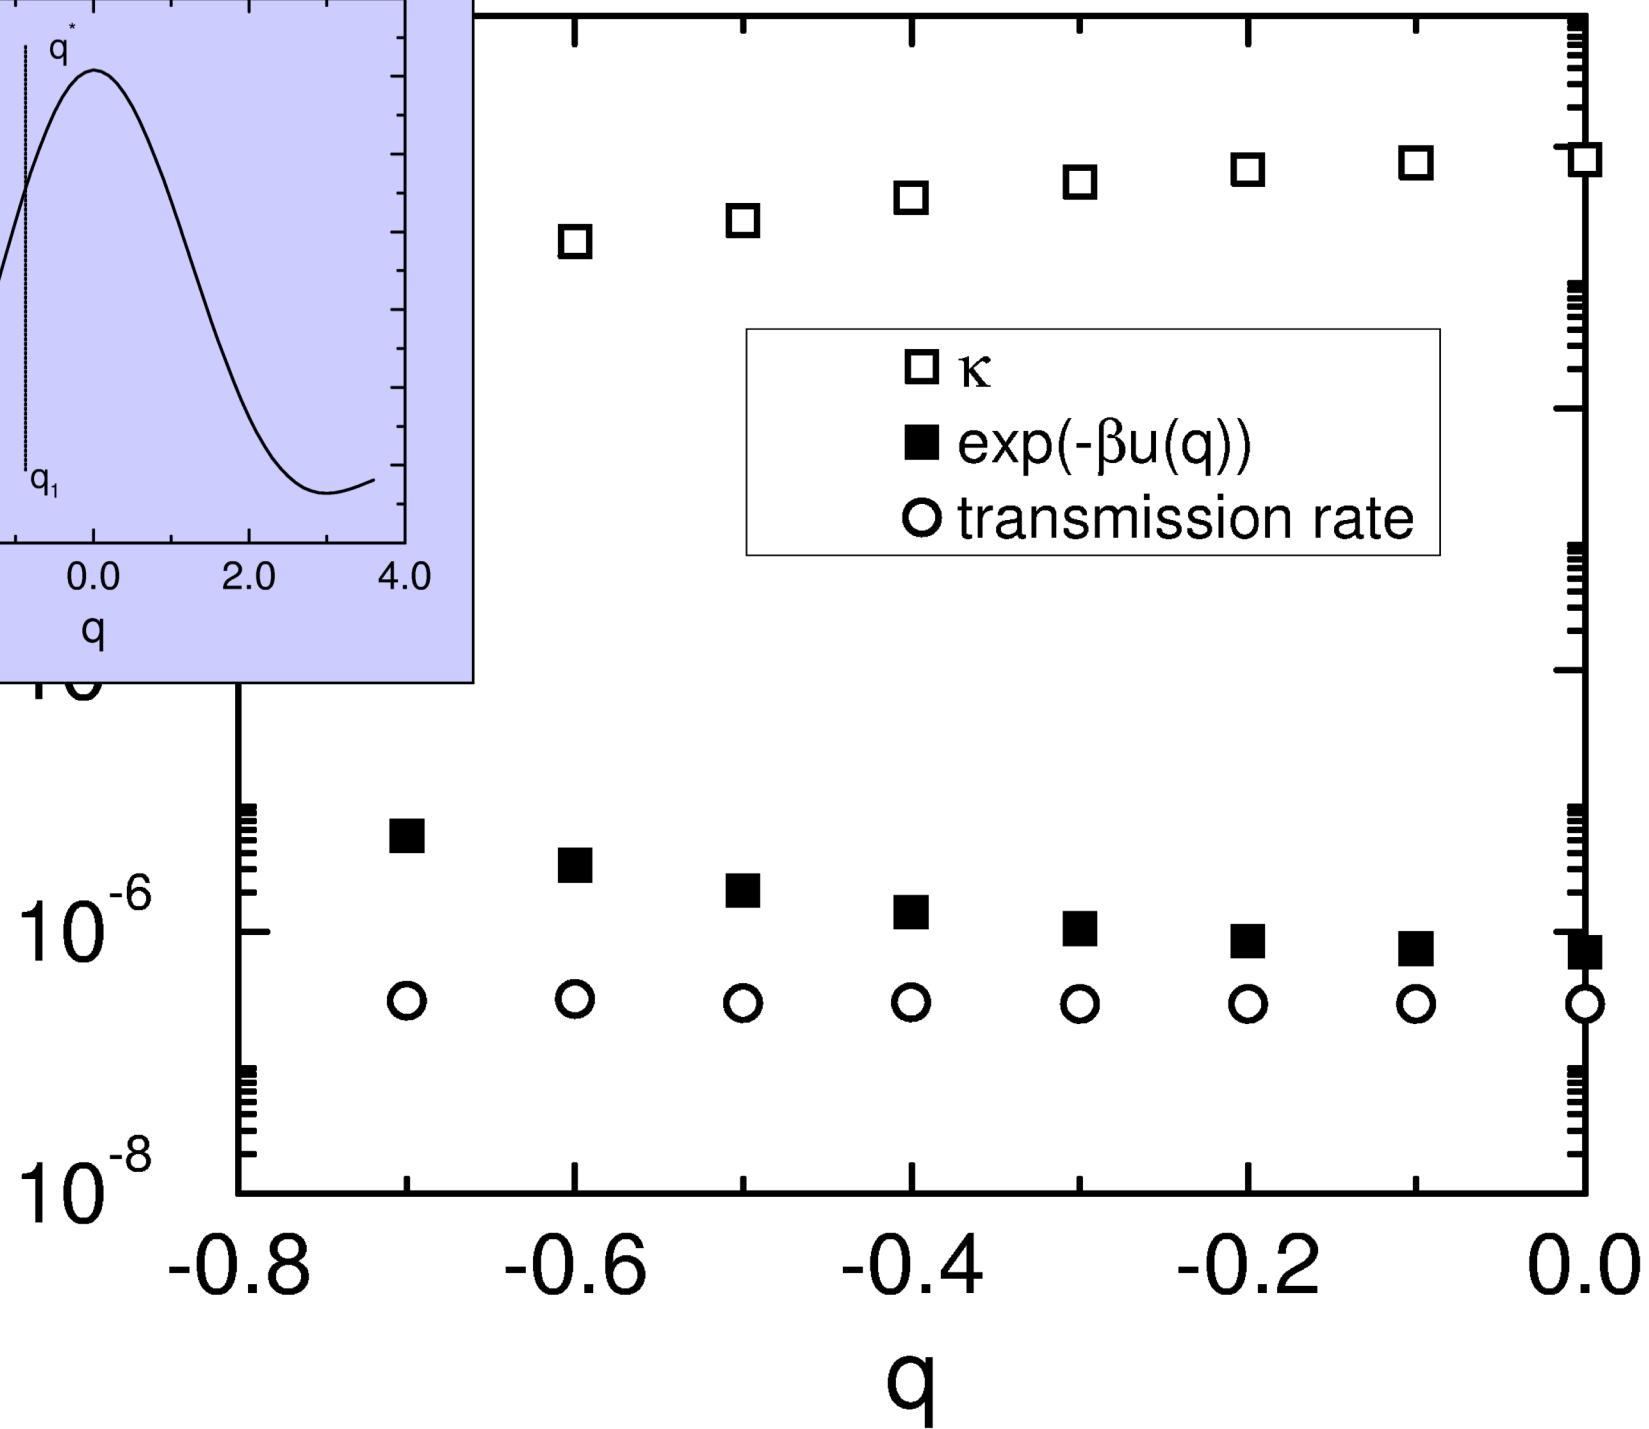 q*
q₁
0.0 2.0 4.0
q
κ
exp(-βu(q))
transmission rate
10
10⁻⁶
10⁻⁸
-0.8 -0.6 -0.4 -0.2 0.0
q